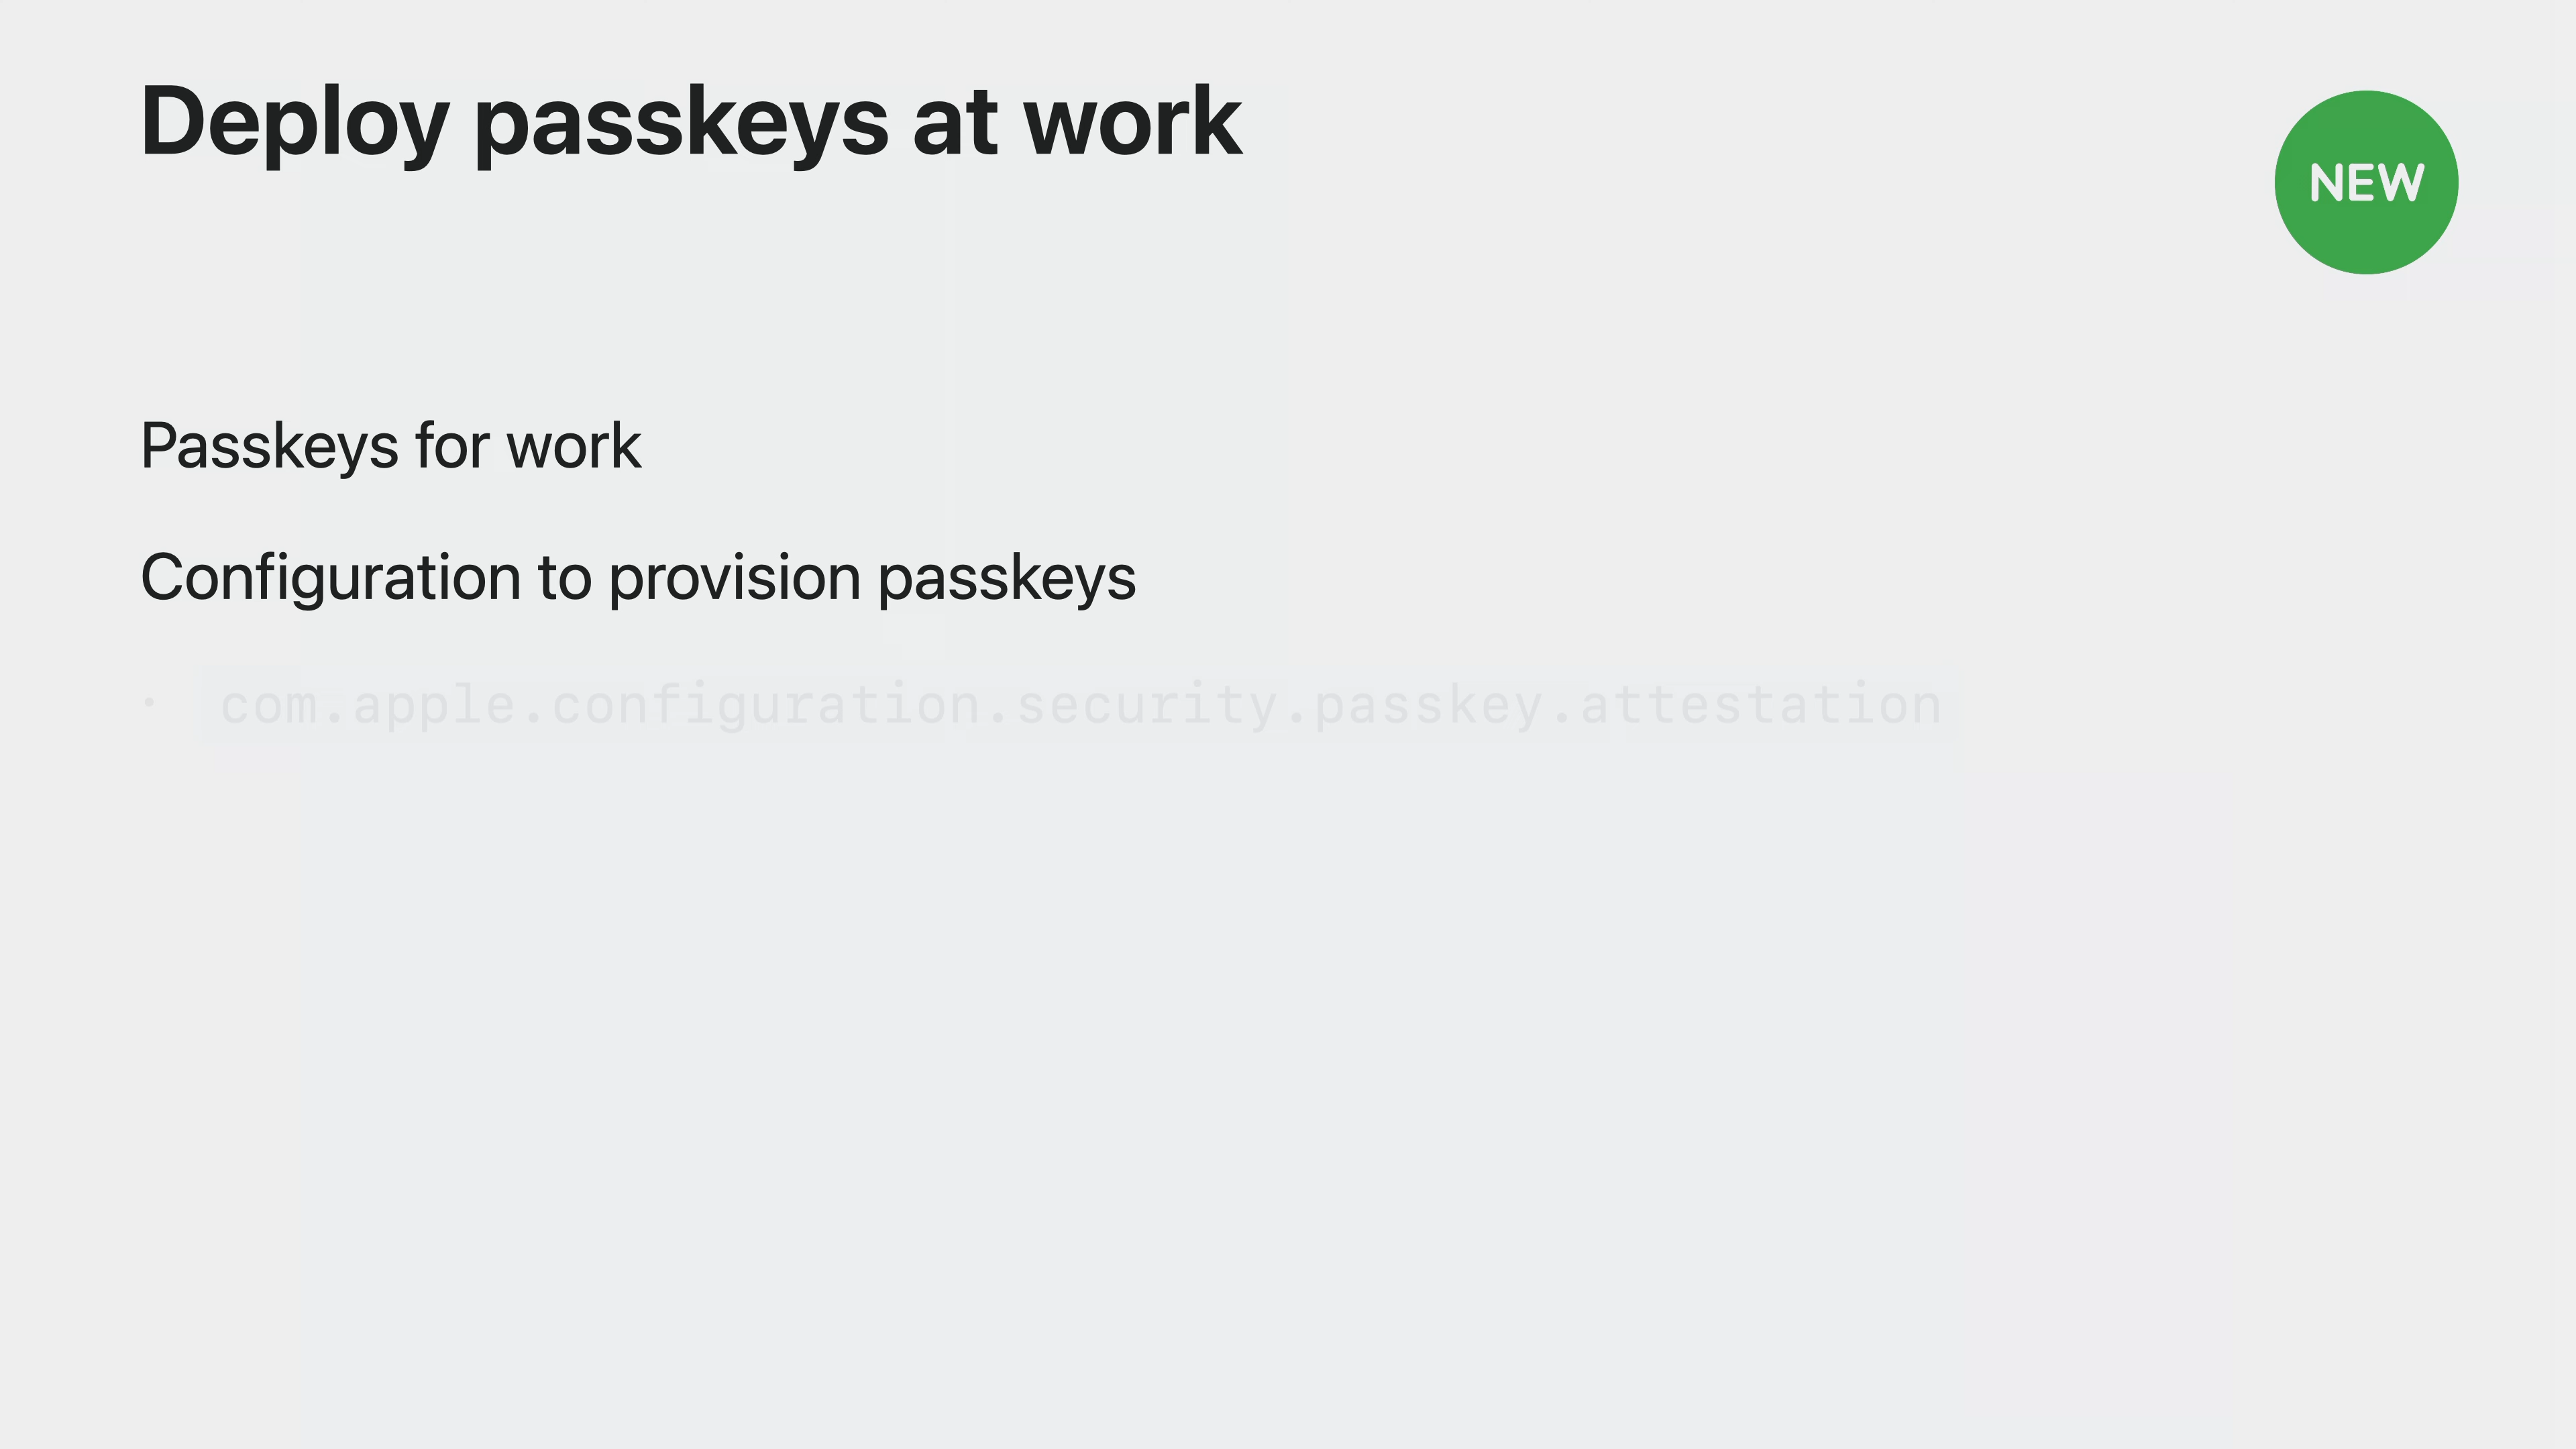 Deploy passkeys at work
NEW
Passkeys for work
Configuration to provision passkeys
• com.apple.configuration.security.passkey.attestation